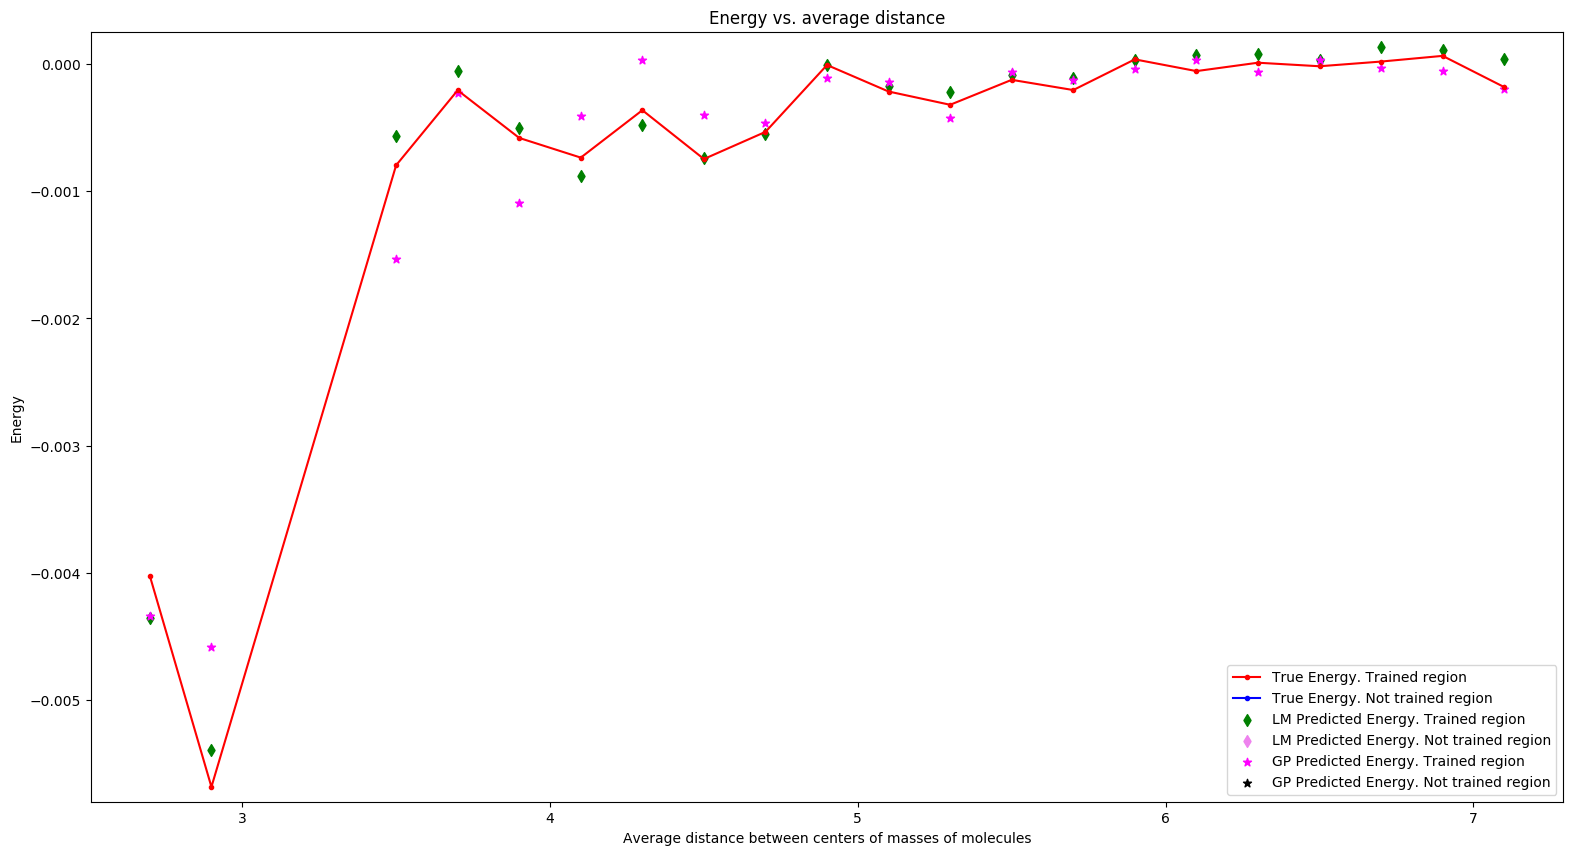 Energy vs. average distance
0.000
−0.001
−0.002
−0.003
−0.004
−0.005
Energy
3
4
5
6
7
Average distance between centers of masses of molecules
True Energy. Trained region
True Energy. Not trained region
LM Predicted Energy. Trained region
LM Predicted Energy. Not trained region
GP Predicted Energy. Trained region
GP Predicted Energy. Not trained region